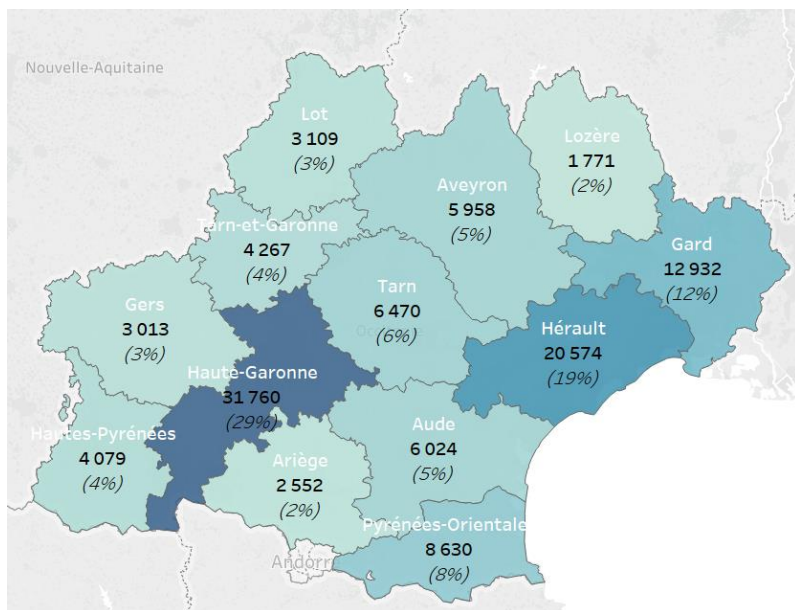 Nouvelle-Aquitaine
Lot
3 109
(3%)
Lozère
1 771
(2%)
Aveyron
5 958
(5%)
Tarn-et-Garonne
4 267
(4%)
Gard
12 932
(12%)
Tarn
6 470
(6%)
Gers
3 013
(3%)
Hérault
20 574
(19%)
Haute-Garonne
31 760
(29%)
Hautes-Pyrénées
4 079
(4%)
Aude
6 024
(5%)
Ariège
2 552
(2%)
Pyrénées-Orientale
8 630
(8%)
Andorr